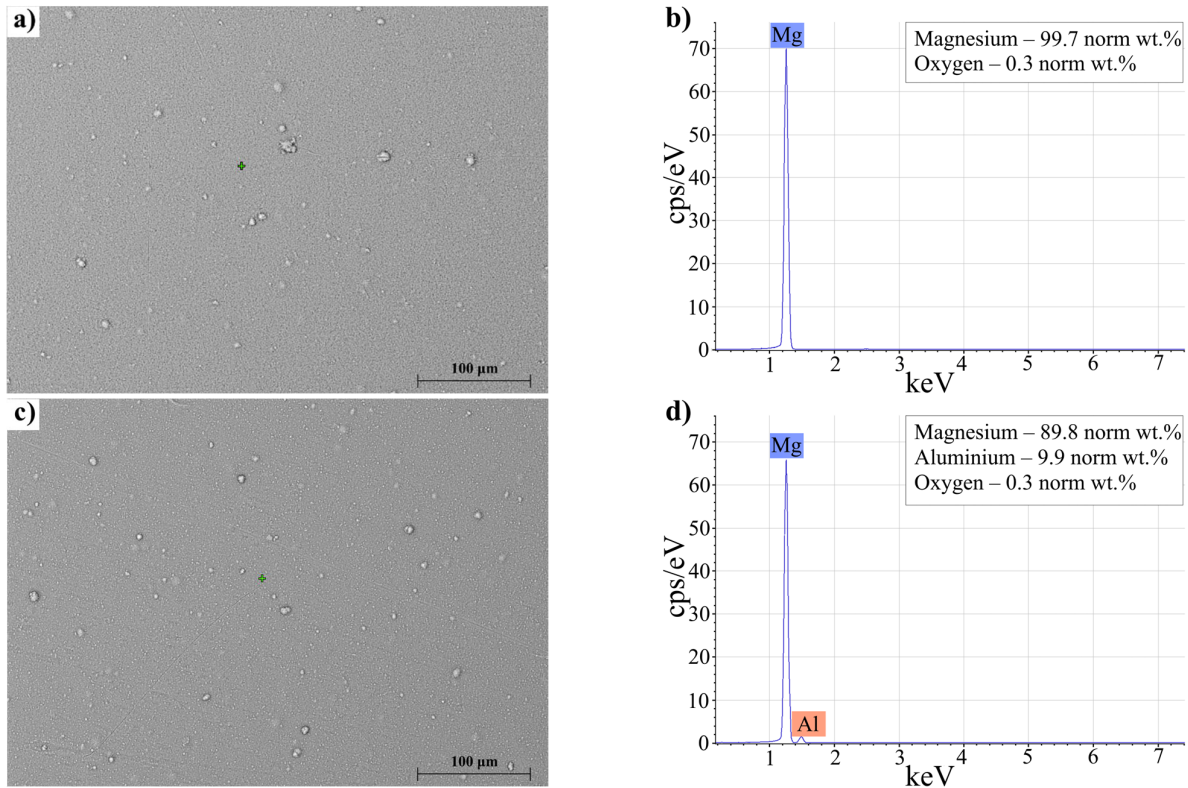 a)
100 µm
b)
Mg
Magnesium – 99.7 norm wt.%
Oxygen – 0.3 norm wt.%
70
60
50
40
30
20
10
0
cps/eV
1 2 3 4 5 6 7
keV
c)
100 µm
d)
Mg
Al
Magnesium – 89.8 norm wt.%
Aluminium – 9.9 norm wt.%
Oxygen – 0.3 norm wt.%
70
60
50
40
30
20
10
0
cps/eV
1 2 3 4 5 6 7
keV